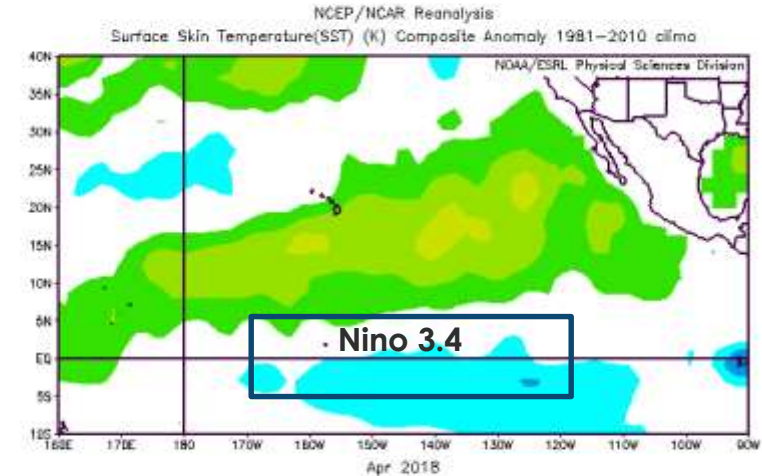 NCEP/NCAR Reanalysis
Surface Skin Temperature(SST) (K) Composite Anomaly 1981-2010 climo
NOAA/ESRL Physical Sciences Division
40N
35N
30N
25N
20N
15N
10N
5N
EQ
5S
10S
Nino 3.4
160E 170E 180 170W 160W 150W 140W 130W 120W 110W 100W 90W
Apr 2018